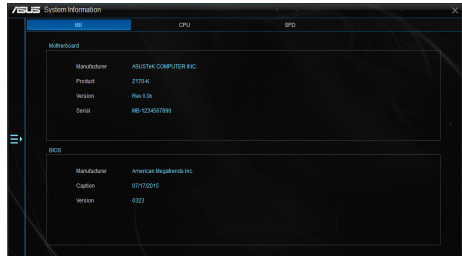 ASUS System Information
MB CPU SPD
Motherboard
Manufacturer ASUSTeK COMPUTER INC.
Product Z170-K
Version Rev X.0x
Serial MB-1234567890
BIOS
Manufacturer American Megatrends Inc.
Caption 07/17/2015
Version 0323